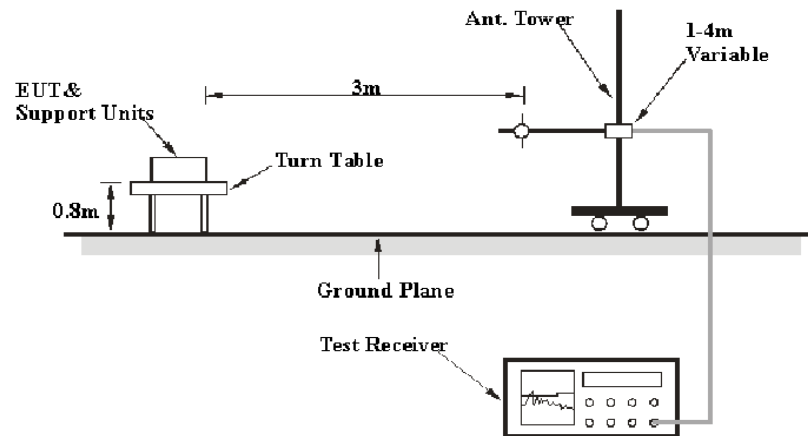 Ant. Tower
1-4m
Variable
EUT&
Support Units
3m
Turn Table
0.8m
Ground Plane
Test Receiver